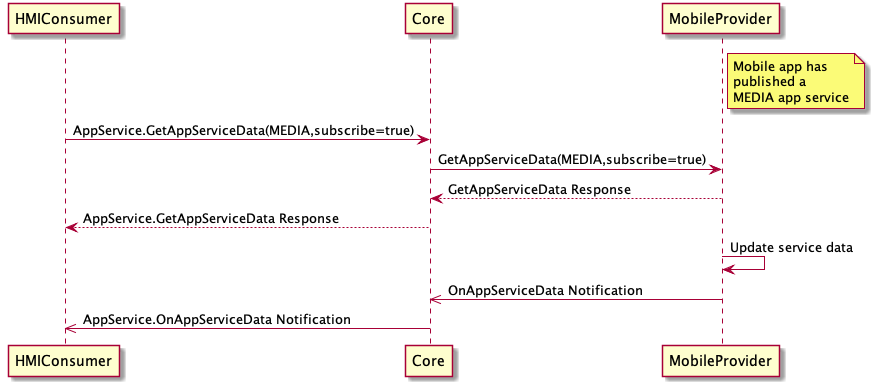 HMIConsumer
Core
MobileProvider
Mobile app has
published a
MEDIA app service
AppService.GetAppServiceData(MEDIA,subscribe=true)
GetAppServiceData(MEDIA,subscribe=true)
GetAppServiceData Response
AppService.GetAppServiceData Response
Update service data
OnAppServiceData Notification
AppService.OnAppServiceData Notification
HMIConsumer
Core
MobileProvider